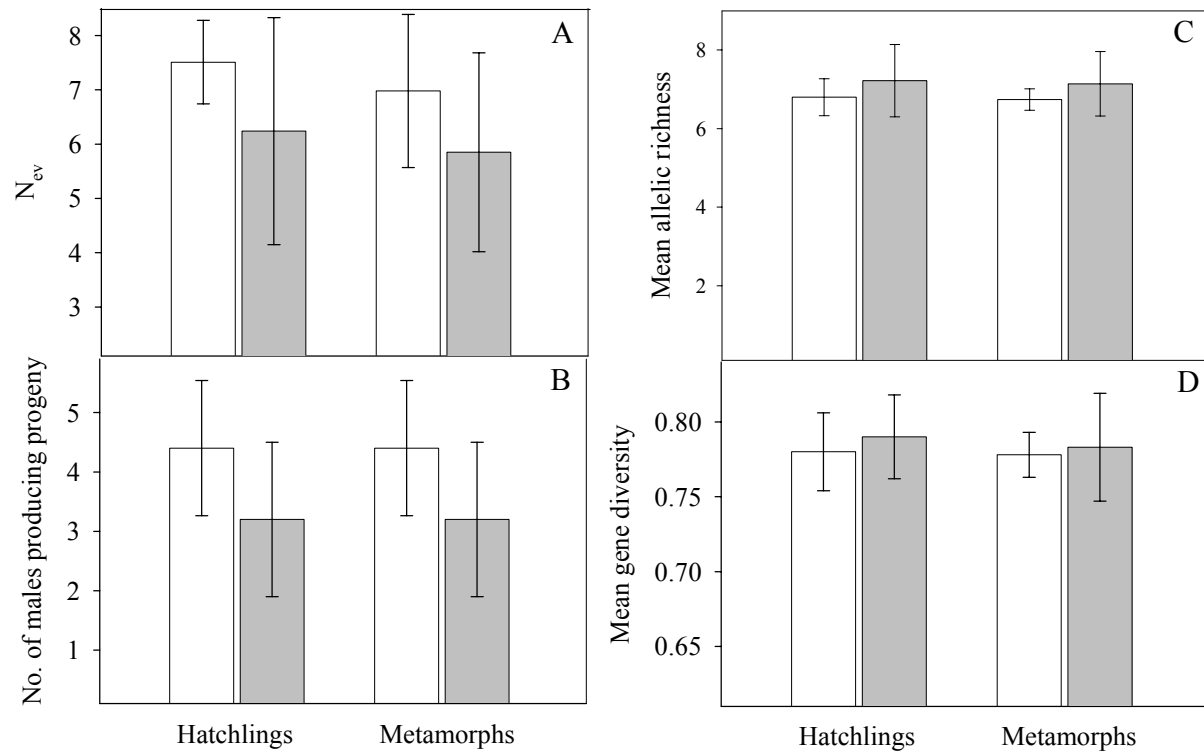 A
8
7
6
5
4
3
N_ev
B
5
4
3
2
1
No. of males producing progeny
Hatchlings Metamorphs
C
8
6
4
2
Mean allelic richness
D
0.80
0.75
0.70
0.65
Mean gene diversity
Hatchlings Metamorphs